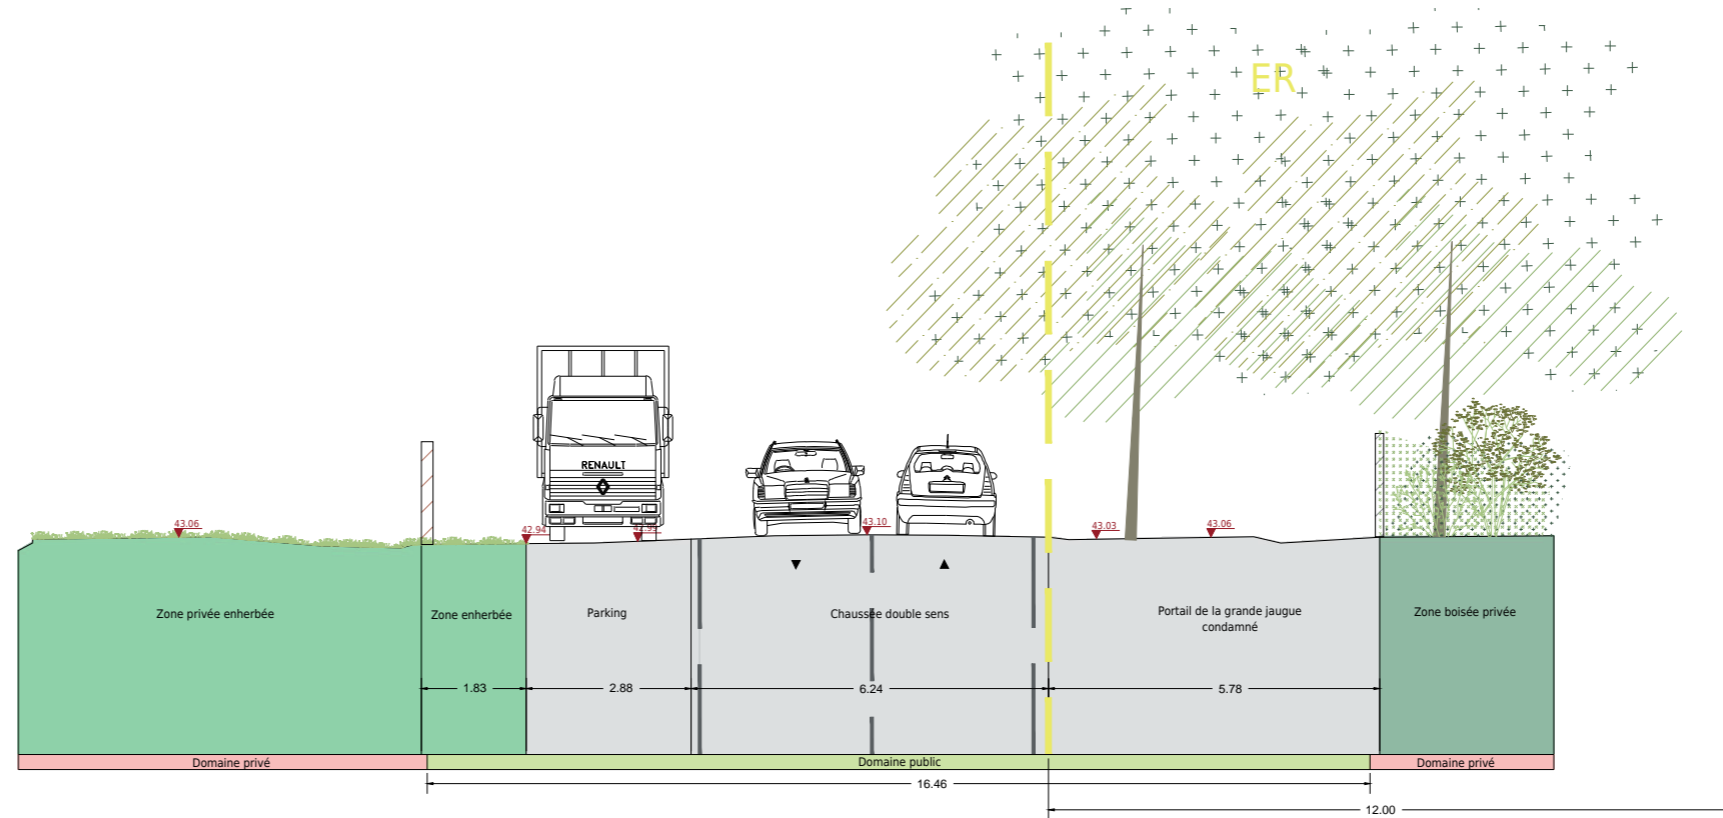 ER
RENAULT
43.06
42.94
42.99
43.10
43.03
43.06
Zone privée enherbée
Zone enherbée
Parking
Chaussée double sens
Portail de la grande jaugue
condamné
Zone boisée privée
1.83
2.88
6.24
5.78
Domaine privé
Domaine public
Domaine privé
16.46
12.00